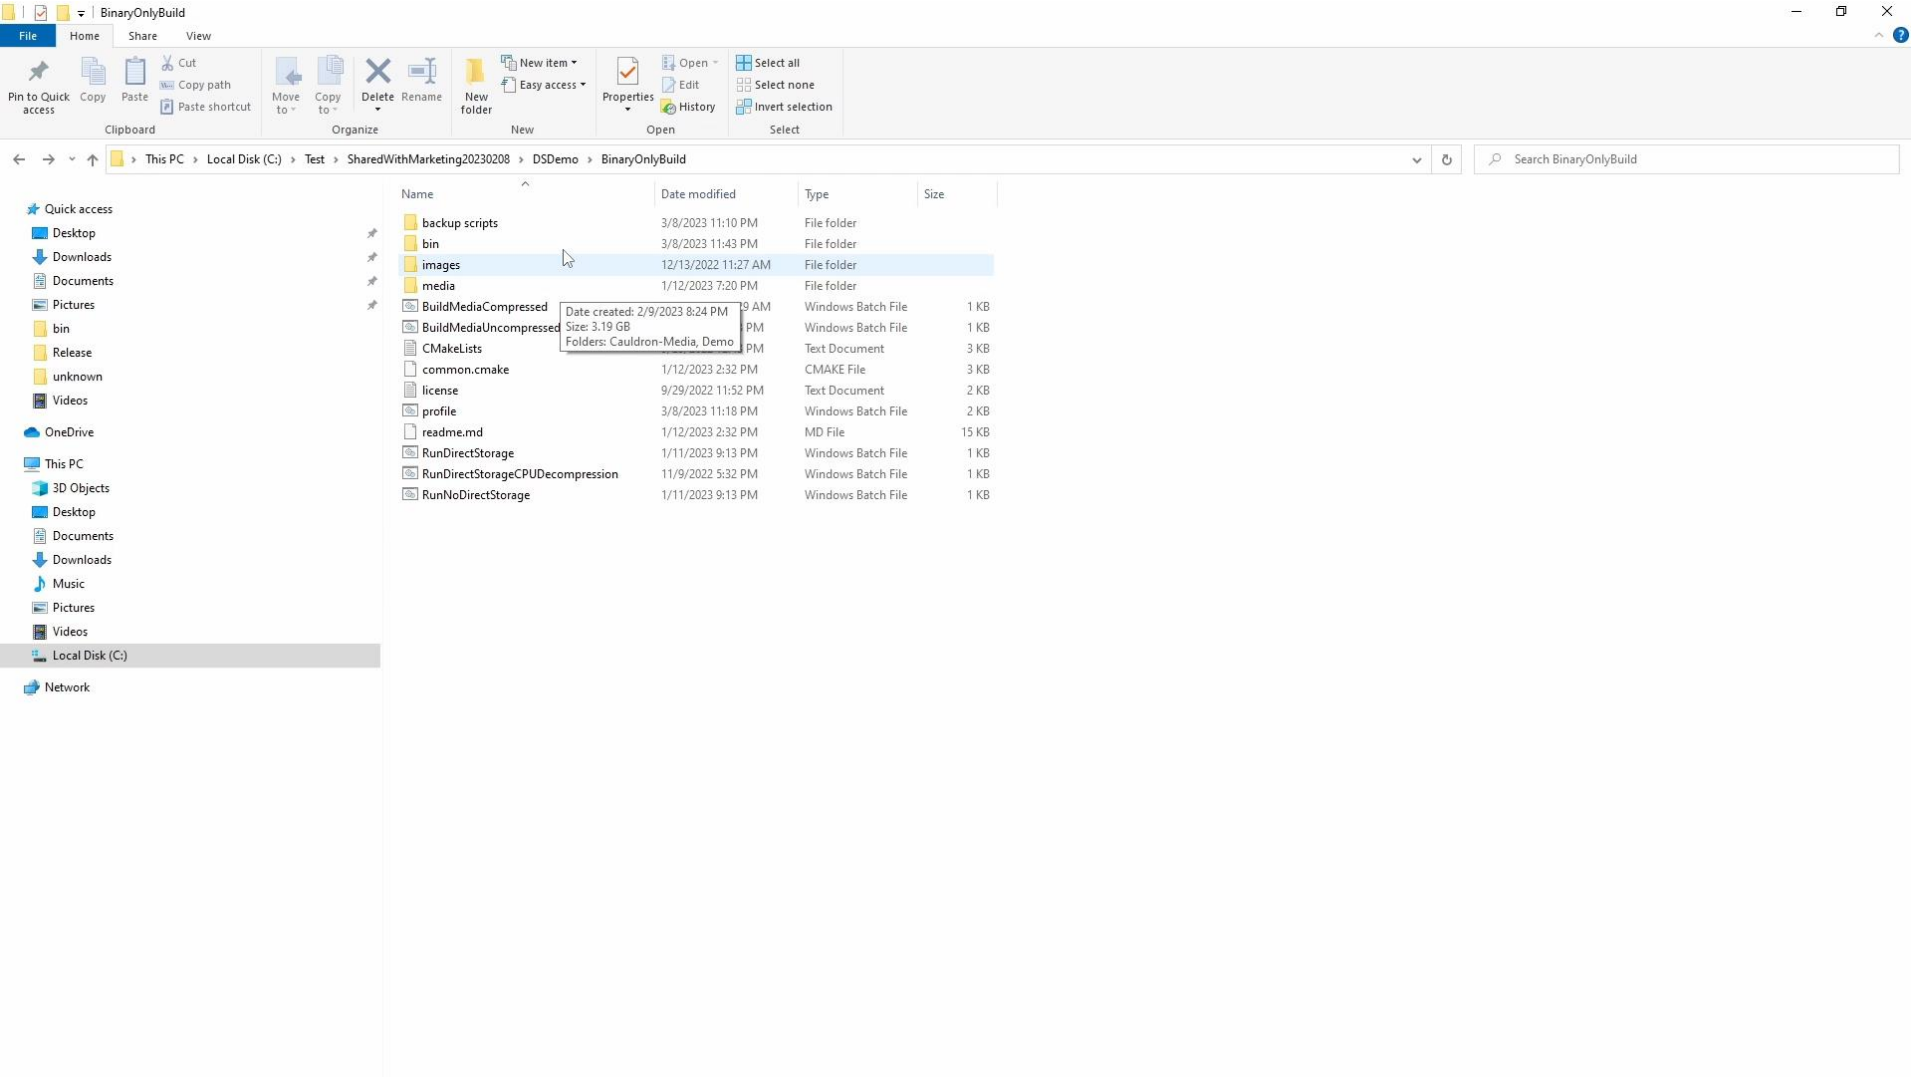 BinaryOnlyBuild
File Home Share View
Pin to Quick access
Copy
Paste
Cut
Copy path
Paste shortcut
Clipboard
Move to
Copy to
Delete
Rename
Organize
New folder
New item
Easy access
New
Properties
Open
Edit
History
Open
Select all
Select none
Invert selection
Select
This PC > Local Disk (C:) > Test > SharedWithMarketing20230208 > DSDemo > BinaryOnlyBuild
Search BinaryOnlyBuild
Quick access
Desktop
Downloads
Documents
Pictures
bin
Release
unknown
Videos
OneDrive
This PC
3D Objects
Desktop
Documents
Downloads
Music
Pictures
Videos
Local Disk (C:)
Network
Name Date modified Type Size
backup scripts 3/8/2023 11:10 PM File folder
bin 3/8/2023 11:43 PM File folder
images 12/13/2022 11:27 AM File folder
media 1/12/2023 7:20 PM File folder
BuildMediaCompressed 9 AM Windows Batch File 1 KB
BuildMediaUncompressed PM Windows Batch File 1 KB
CMakeLists PM Text Document 3 KB
common.cmake 1/12/2023 2:32 PM CMAKE File 3 KB
license 9/29/2022 11:52 PM Text Document 2 KB
profile 3/8/2023 11:18 PM Windows Batch File 2 KB
readme.md 1/12/2023 2:32 PM MD File 15 KB
RunDirectStorage 1/11/2023 9:13 PM Windows Batch File 1 KB
RunDirectStorageCPUDecompression 11/9/2022 5:32 PM Windows Batch File 1 KB
RunNoDirectStorage 1/11/2023 9:13 PM Windows Batch File 1 KB
Date created: 2/9/2023 8:24 PM
Size: 3.19 GB
Folders: Cauldron-Media, Demo